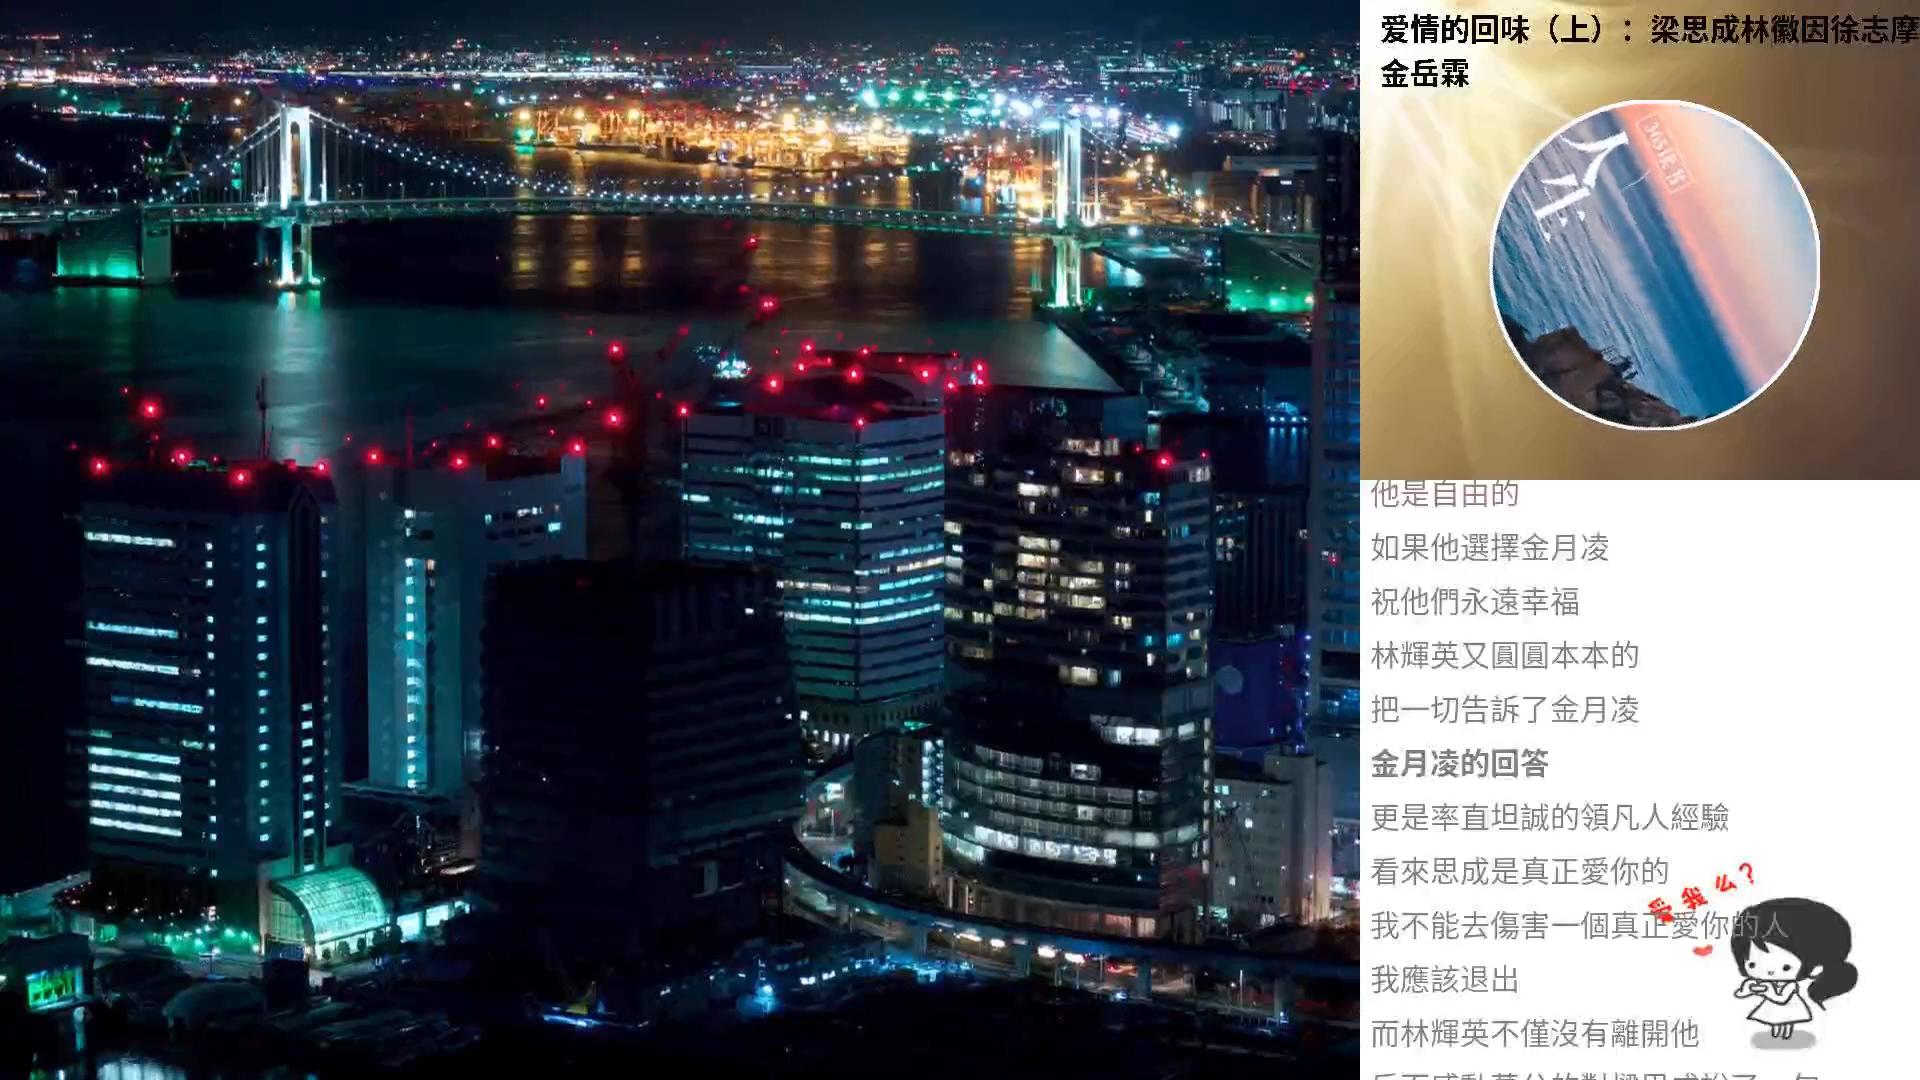 爱情的回味（上）：梁思成林徽因徐志摩
金岳霖
人生
他是自由的
如果他選擇金月凌
祝他們永遠幸福
林輝英又圓圓本本的
把一切告訴了金月凌
金月凌的回答
更是率直坦誠的領凡人經驗
看來思成是真正愛你的
爱我么？
我不能去傷害一個真正愛你的人
我應該退出
而林輝英不僅沒有離開他